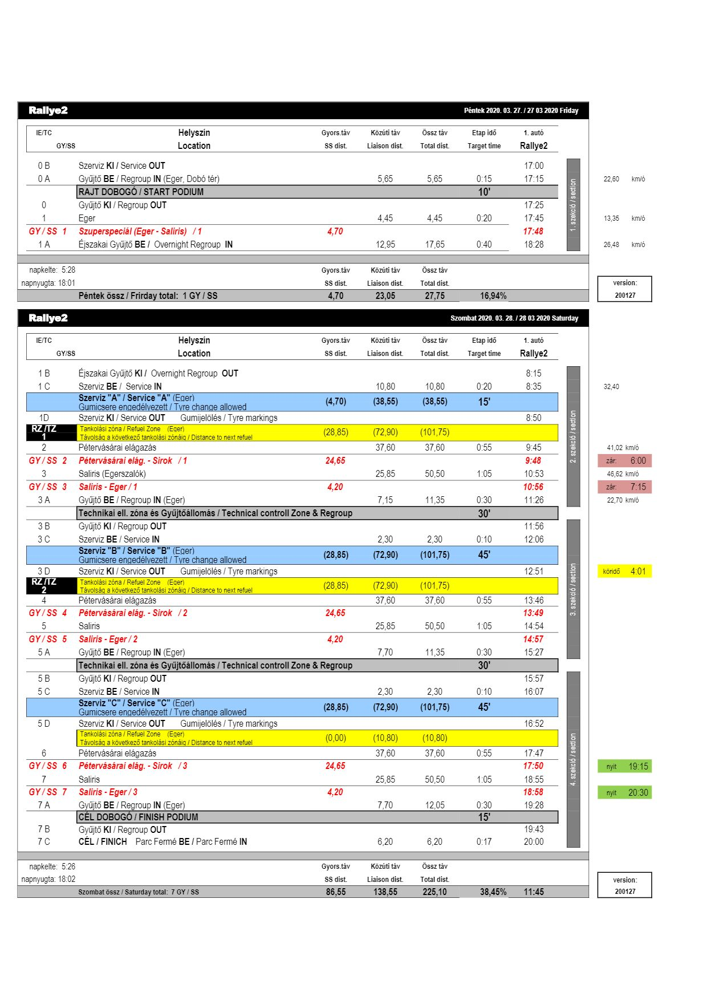 Rallye2 Péntek 2020. 03. 27. / 27 03 2020 Friday
IE/TC Helyszín Gyors.táv Közúti táv Össz táv Etap idő 1. autó
GY/SS Location SS dist. Liaison dist. Total dist. Target time Rallye2
0 B Szerviz KI / Service OUT 17:00
0 A Gyűjtő BE / Regroup IN (Eger, Dobó tér) 5,65 5,65 0:15 17:15 22,60 km/ó
RAJT DOBOGÓ / START PODIUM 10'
0 Gyűjtő KI / Regroup OUT 17:25
1 Eger 4,45 4,45 0:20 17:45 13,35 km/ó
GY / SS 1 Szuperspeciál (Eger - Saliris) / 1 4,70 17:48
1 A Éjszakai Gyűjtő BE / Overnight Regroup IN 12,95 17,65 0:40 18:28 26,48 km/ó
1. szekció / section
napkelte: 5:28 Gyors.táv Közúti táv Össz táv
napnyugta: 18:01 SS dist. Liaison dist. Total dist. version:
Péntek össz / Frirday total: 1 GY / SS 4,70 23,05 27,75 16,94% 200127
Rallye2 Szombat 2020. 03. 28. / 28 03 2020 Saturday
IE/TC Helyszín Gyors.táv Közúti táv Össz táv Etap idő 1. autó
GY/SS Location SS dist. Liaison dist. Total dist. Target time Rallye2
1 B Éjszakai Gyűjtő KI / Overnight Regroup OUT 8:15
1 C Szerviz BE / Service IN 10,80 10,80 0:20 8:35 32,40
Szerviz "A" / Service "A" (Eger) (4,70) (38,55) (38,55) 15'
Gumicsere engedélyezett / Tyre change allowed
1D Szerviz KI / Service OUT Gumijelölés / Tyre markings 8:50
RZ /TZ 1 Tankolási zóna / Refuel Zone (Eger) (28,85) (72,90) (101,75)
Távolság a következő tankolási zónáig / Distance to next refuel
2 Pétervásárai elágazás 37,60 37,60 0:55 9:45 41,02 km/ó
GY / SS 2 Pétervásárai elág. - Sirok / 1 24,65 9:48 zár: 6:00
3 Saliris (Egerszalók) 25,85 50,50 1:05 10:53 46,62 km/ó
GY / SS 3 Saliris - Eger / 1 4,20 10:56 zár: 7:15
3 A Gyűjtő BE / Regroup IN (Eger) 7,15 11,35 0:30 11:26 22,70 km/ó
2. szekció / section
Technikai ell. zóna és Gyűjtőállomás / Technical controll Zone & Regroup 30'
3 B Gyűjtő KI / Regroup OUT 11:56
3 C Szerviz BE / Service IN 2,30 2,30 0:10 12:06
Szerviz "B" / Service "B" (Eger) (28,85) (72,90) (101,75) 45'
Gumicsere engedélyezett / Tyre change allowed
3 D Szerviz KI / Service OUT Gumijelölés / Tyre markings 12:51 köridő 4:01
RZ /TZ 2 Tankolási zóna / Refuel Zone (Eger) (28,85) (72,90) (101,75)
Távolság a következő tankolási zónáig / Distance to next refuel
4 Pétervásárai elágazás 37,60 37,60 0:55 13:46
GY / SS 4 Pétervásárai elág. - Sirok / 2 24,65 13:49
5 Saliris 25,85 50,50 1:05 14:54
GY / SS 5 Saliris - Eger / 2 4,20 14:57
5 A Gyűjtő BE / Regroup IN (Eger) 7,70 11,35 0:30 15:27
3. szekció / section
Technikai ell. zóna és Gyűjtőállomás / Technical controll Zone & Regroup 30'
5 B Gyűjtő KI / Regroup OUT 15:57
5 C Szerviz BE / Service IN 2,30 2,30 0:10 16:07
Szerviz "C" / Service "C" (Eger) (28,85) (72,90) (101,75) 45'
Gumicsere engedélyezett / Tyre change allowed
5 D Szerviz KI / Service OUT Gumijelölés / Tyre markings 16:52
Tankolási zóna / Refuel Zone (Eger) (0,00) (10,80) (10,80)
Távolság a következő tankolási zónáig / Distance to next refuel
6 Pétervásárai elágazás 37,60 37,60 0:55 17:47
GY / SS 6 Pétervásárai elág. - Sirok / 3 24,65 17:50 nyit 19:15
7 Saliris 25,85 50,50 1:05 18:55
GY / SS 7 Saliris - Eger / 3 4,20 18:58 nyit 20:30
7 A Gyűjtő BE / Regroup IN (Eger) 7,70 12,05 0:30 19:28
CÉL DOBOGÓ / FINISH PODIUM 15'
7 B Gyűjtő KI / Regroup OUT 19:43
7 C CÉL / FINICH Parc Fermé BE / Parc Fermé IN 6,20 6,20 0:17 20:00
4. szekció / section
napkelte: 5:26 Gyors.táv Közúti táv Össz táv
napnyugta: 18:02 SS dist. Liaison dist. Total dist. version:
Szombat össz / Saturday total: 7 GY / SS 86,55 138,55 225,10 38,45% 11:45 200127